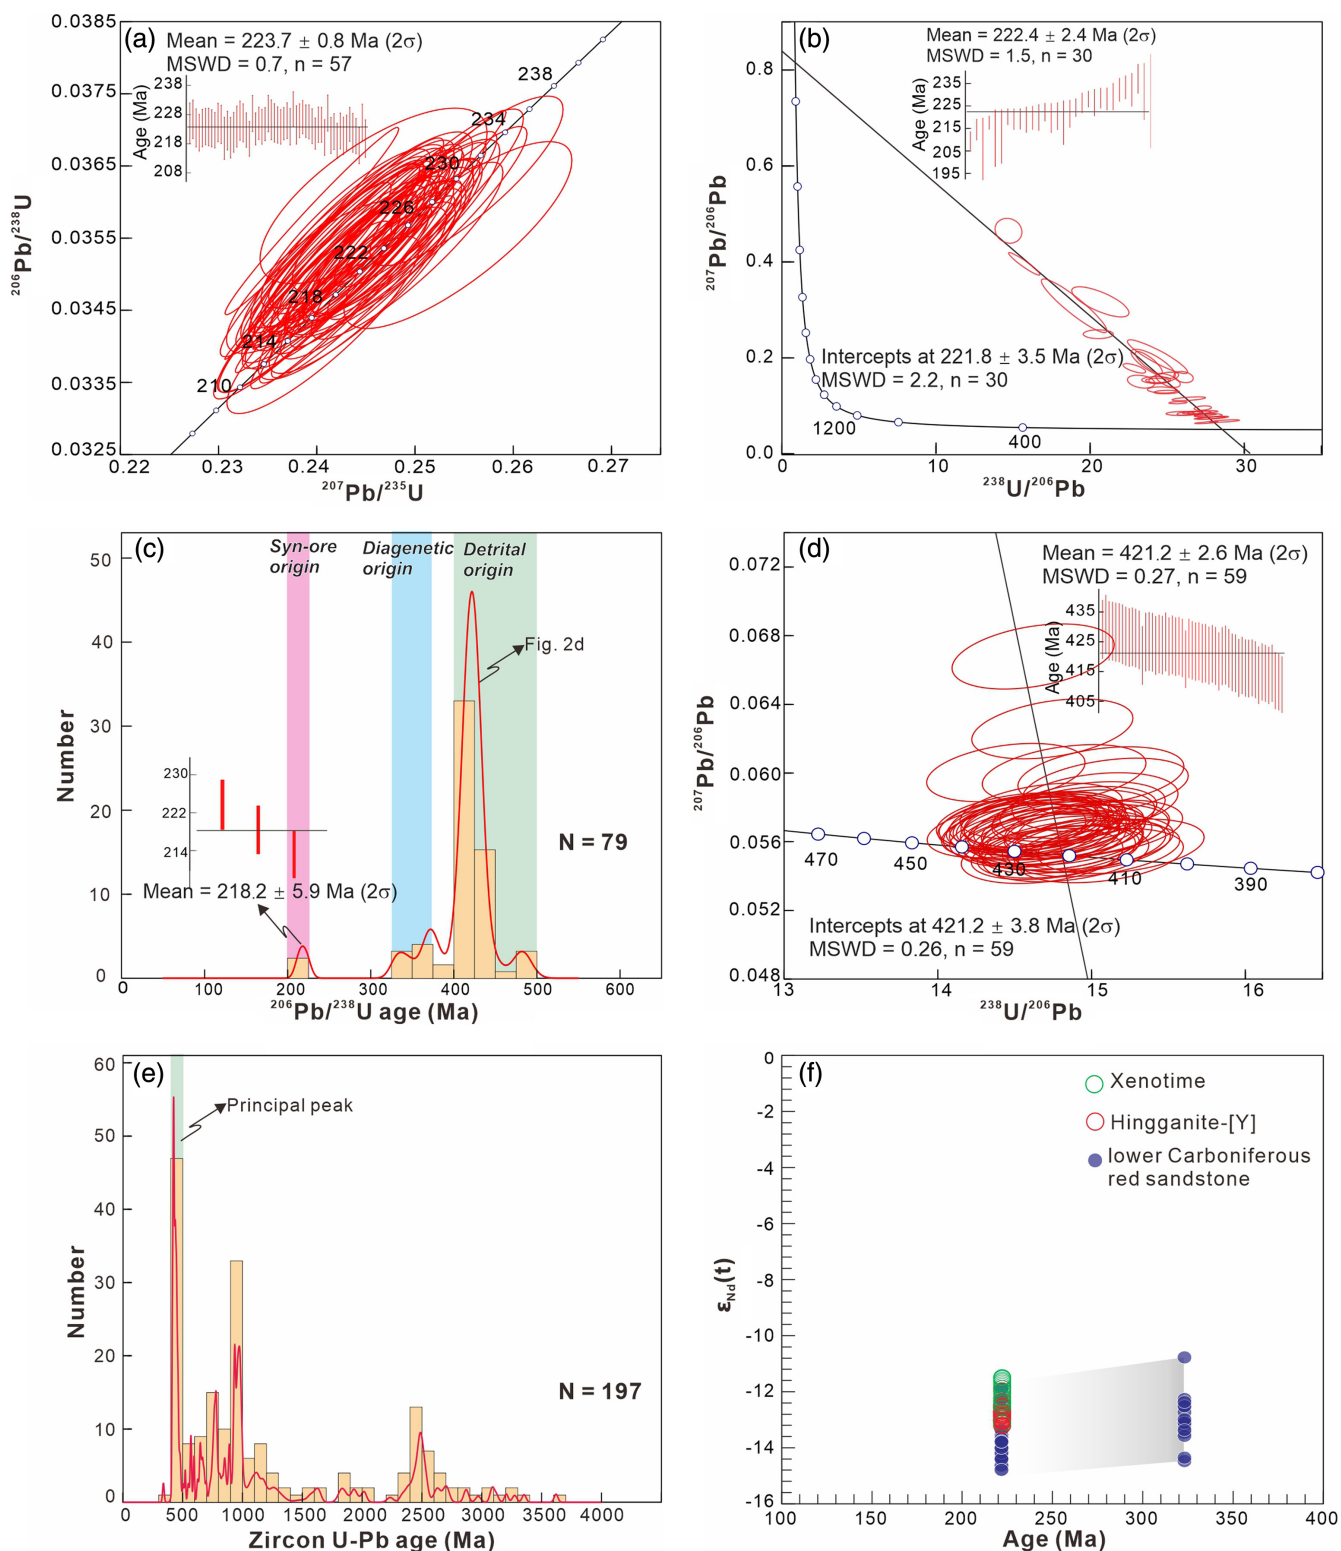 (a)
Mean = 223.7 ± 0.8 Ma (2σ)
MSWD = 0.7, n = 57
Age (Ma)
238
228
218
208
0.0385
0.0375
0.0365
0.0355
0.0345
0.0335
0.0325
²⁰⁶Pb/²³⁸U
238
234
230
226
222
218
214
210
0.22
0.23
0.24
0.25
0.26
0.27
²⁰⁷Pb/²³⁵U
(b)
Mean = 222.4 ± 2.4 Ma (2σ)
MSWD = 1.5, n = 30
Age (Ma)
235
225
215
205
195
0.8
0.6
0.4
0.2
0.0
²⁰⁷Pb/²⁰⁶Pb
Intercepts at 221.8 ± 3.5 Ma (2σ)
MSWD = 2.2, n = 30
1200
400
0
10
20
30
²³⁸U/²⁰⁶Pb
(c)
Syn-ore
origin
Diagenetic
origin
Detrital
origin
Fig. 2d
50
40
30
20
10
0
Number
230
222
214
Mean = 218.2 ± 5.9 Ma (2σ)
N = 79
0
100
200
300
400
500
600
²⁰⁶Pb/²³⁸U age (Ma)
(d)
Mean = 421.2 ± 2.6 Ma (2σ)
MSWD = 0.27, n = 59
Age (Ma)
435
425
415
405
0.072
0.068
0.064
0.060
0.056
0.052
0.048
²⁰⁷Pb/²⁰⁶Pb
470
450
430
410
390
Intercepts at 421.2 ± 3.8 Ma (2σ)
MSWD = 0.26, n = 59
13
14
15
16
²³⁸U/²⁰⁶Pb
(e)
Principal peak
60
50
40
30
20
10
0
Number
N = 197
0
500
1000
1500
2000
2500
3000
3500
4000
Zircon U-Pb age (Ma)
(f)
Xenotime
Hingganite-[Y]
lower Carboniferous
red sandstone
0
-2
-4
-6
-8
-10
-12
-14
-16
εNd(t)
100
200
250
300
350
400
Age (Ma)